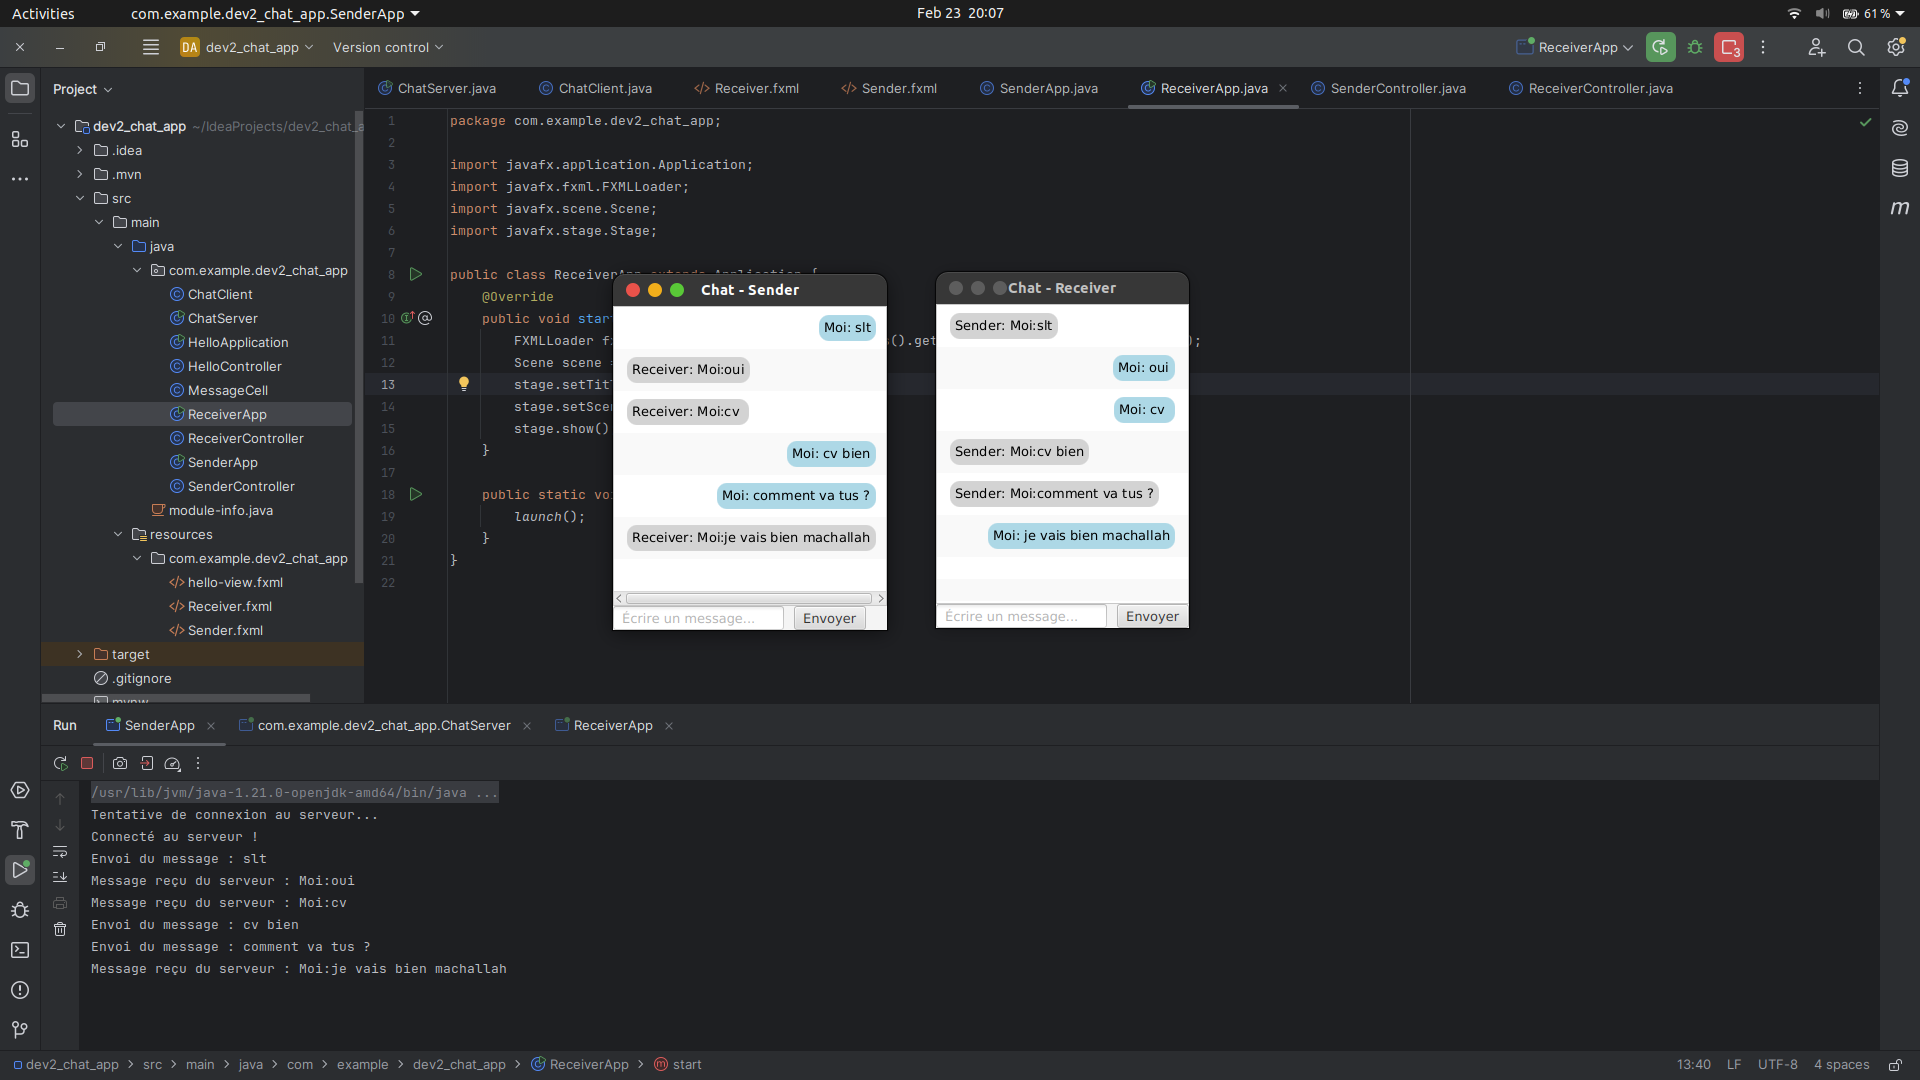 Activities
com.example.dev2_chat_app.SenderApp
Feb 23 20:07
61 %
DA dev2_chat_app
Version control
ReceiverApp
3
Project
ChatServer.java
ChatClient.java
Receiver.fxml
Sender.fxml
SenderApp.java
ReceiverApp.java
SenderController.java
ReceiverController.java
dev2_chat_app ~/IdeaProjects/dev2_chat_a
.idea
.mvn
src
main
java
com.example.dev2_chat_app
ChatClient
ChatServer
HelloApplication
HelloController
MessageCell
ReceiverApp
ReceiverController
SenderApp
SenderController
module-info.java
resources
com.example.dev2_chat_app
hello-view.fxml
Receiver.fxml
Sender.fxml
target
.gitignore
1 package com.example.dev2_chat_app;
2
3 import javafx.application.Application;
4 import javafx.fxml.FXMLLoader;
5 import javafx.scene.Scene;
6 import javafx.stage.Stage;
7
8 public class ReceiverApp extends Application {
9 @Override
10 public void star
11 FXMLLoader fx ().get );
12 Scene scene =
13 stage.setTit
14 stage.setSce
15 stage.show()
16 }
17
18 public static voi
19 launch();
20 }
21 }
22
Chat - Sender
Moi: slt
Receiver: Moi:oui
Receiver: Moi:cv
Moi: cv bien
Moi: comment va tus ?
Receiver: Moi:je vais bien machallah
Écrire un message...
Envoyer
Chat - Receiver
Sender: Moi:slt
Moi: oui
Moi: cv
Sender: Moi:cv bien
Sender: Moi:comment va tus ?
Moi: je vais bien machallah
Écrire un message...
Envoyer
Run
SenderApp
com.example.dev2_chat_app.ChatServer
ReceiverApp
/usr/lib/jvm/java-1.21.0-openjdk-amd64/bin/java ...
Tentative de connexion au serveur...
Connecté au serveur !
Envoi du message : slt
Message reçu du serveur : Moi:oui
Message reçu du serveur : Moi:cv
Envoi du message : cv bien
Envoi du message : comment va tus ?
Message reçu du serveur : Moi:je vais bien machallah
dev2_chat_app > src > main > java > com > example > dev2_chat_app > ReceiverApp > start
13:40 LF UTF-8 4 spaces